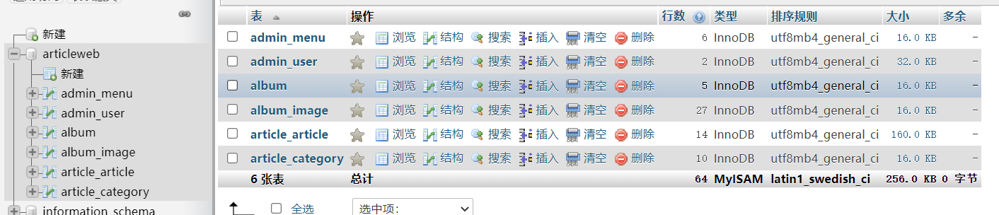 新建
articleweb
新建
admin_menu
admin_user
album
album_image
article_article
article_category
information_schema
表 操作 行数 类型 排序规则 大小 多余
admin_menu 浏览 结构 搜索 插入 清空 删除 6 InnoDB utf8mb4_general_ci 16.0 KB -
admin_user 浏览 结构 搜索 插入 清空 删除 2 InnoDB utf8mb4_general_ci 32.0 KB -
album 浏览 结构 搜索 插入 清空 删除 5 InnoDB utf8mb4_general_ci 16.0 KB -
album_image 浏览 结构 搜索 插入 清空 删除 27 InnoDB utf8mb4_general_ci 16.0 KB -
article_article 浏览 结构 搜索 插入 清空 删除 14 InnoDB utf8mb4_general_ci 160.0 KB -
article_category 浏览 结构 搜索 插入 清空 删除 10 InnoDB utf8mb4_general_ci 16.0 KB -
6 张表 总计 64 MyISAM latin1_swedish_ci 256.0 KB 0 字节
全选 选中项：